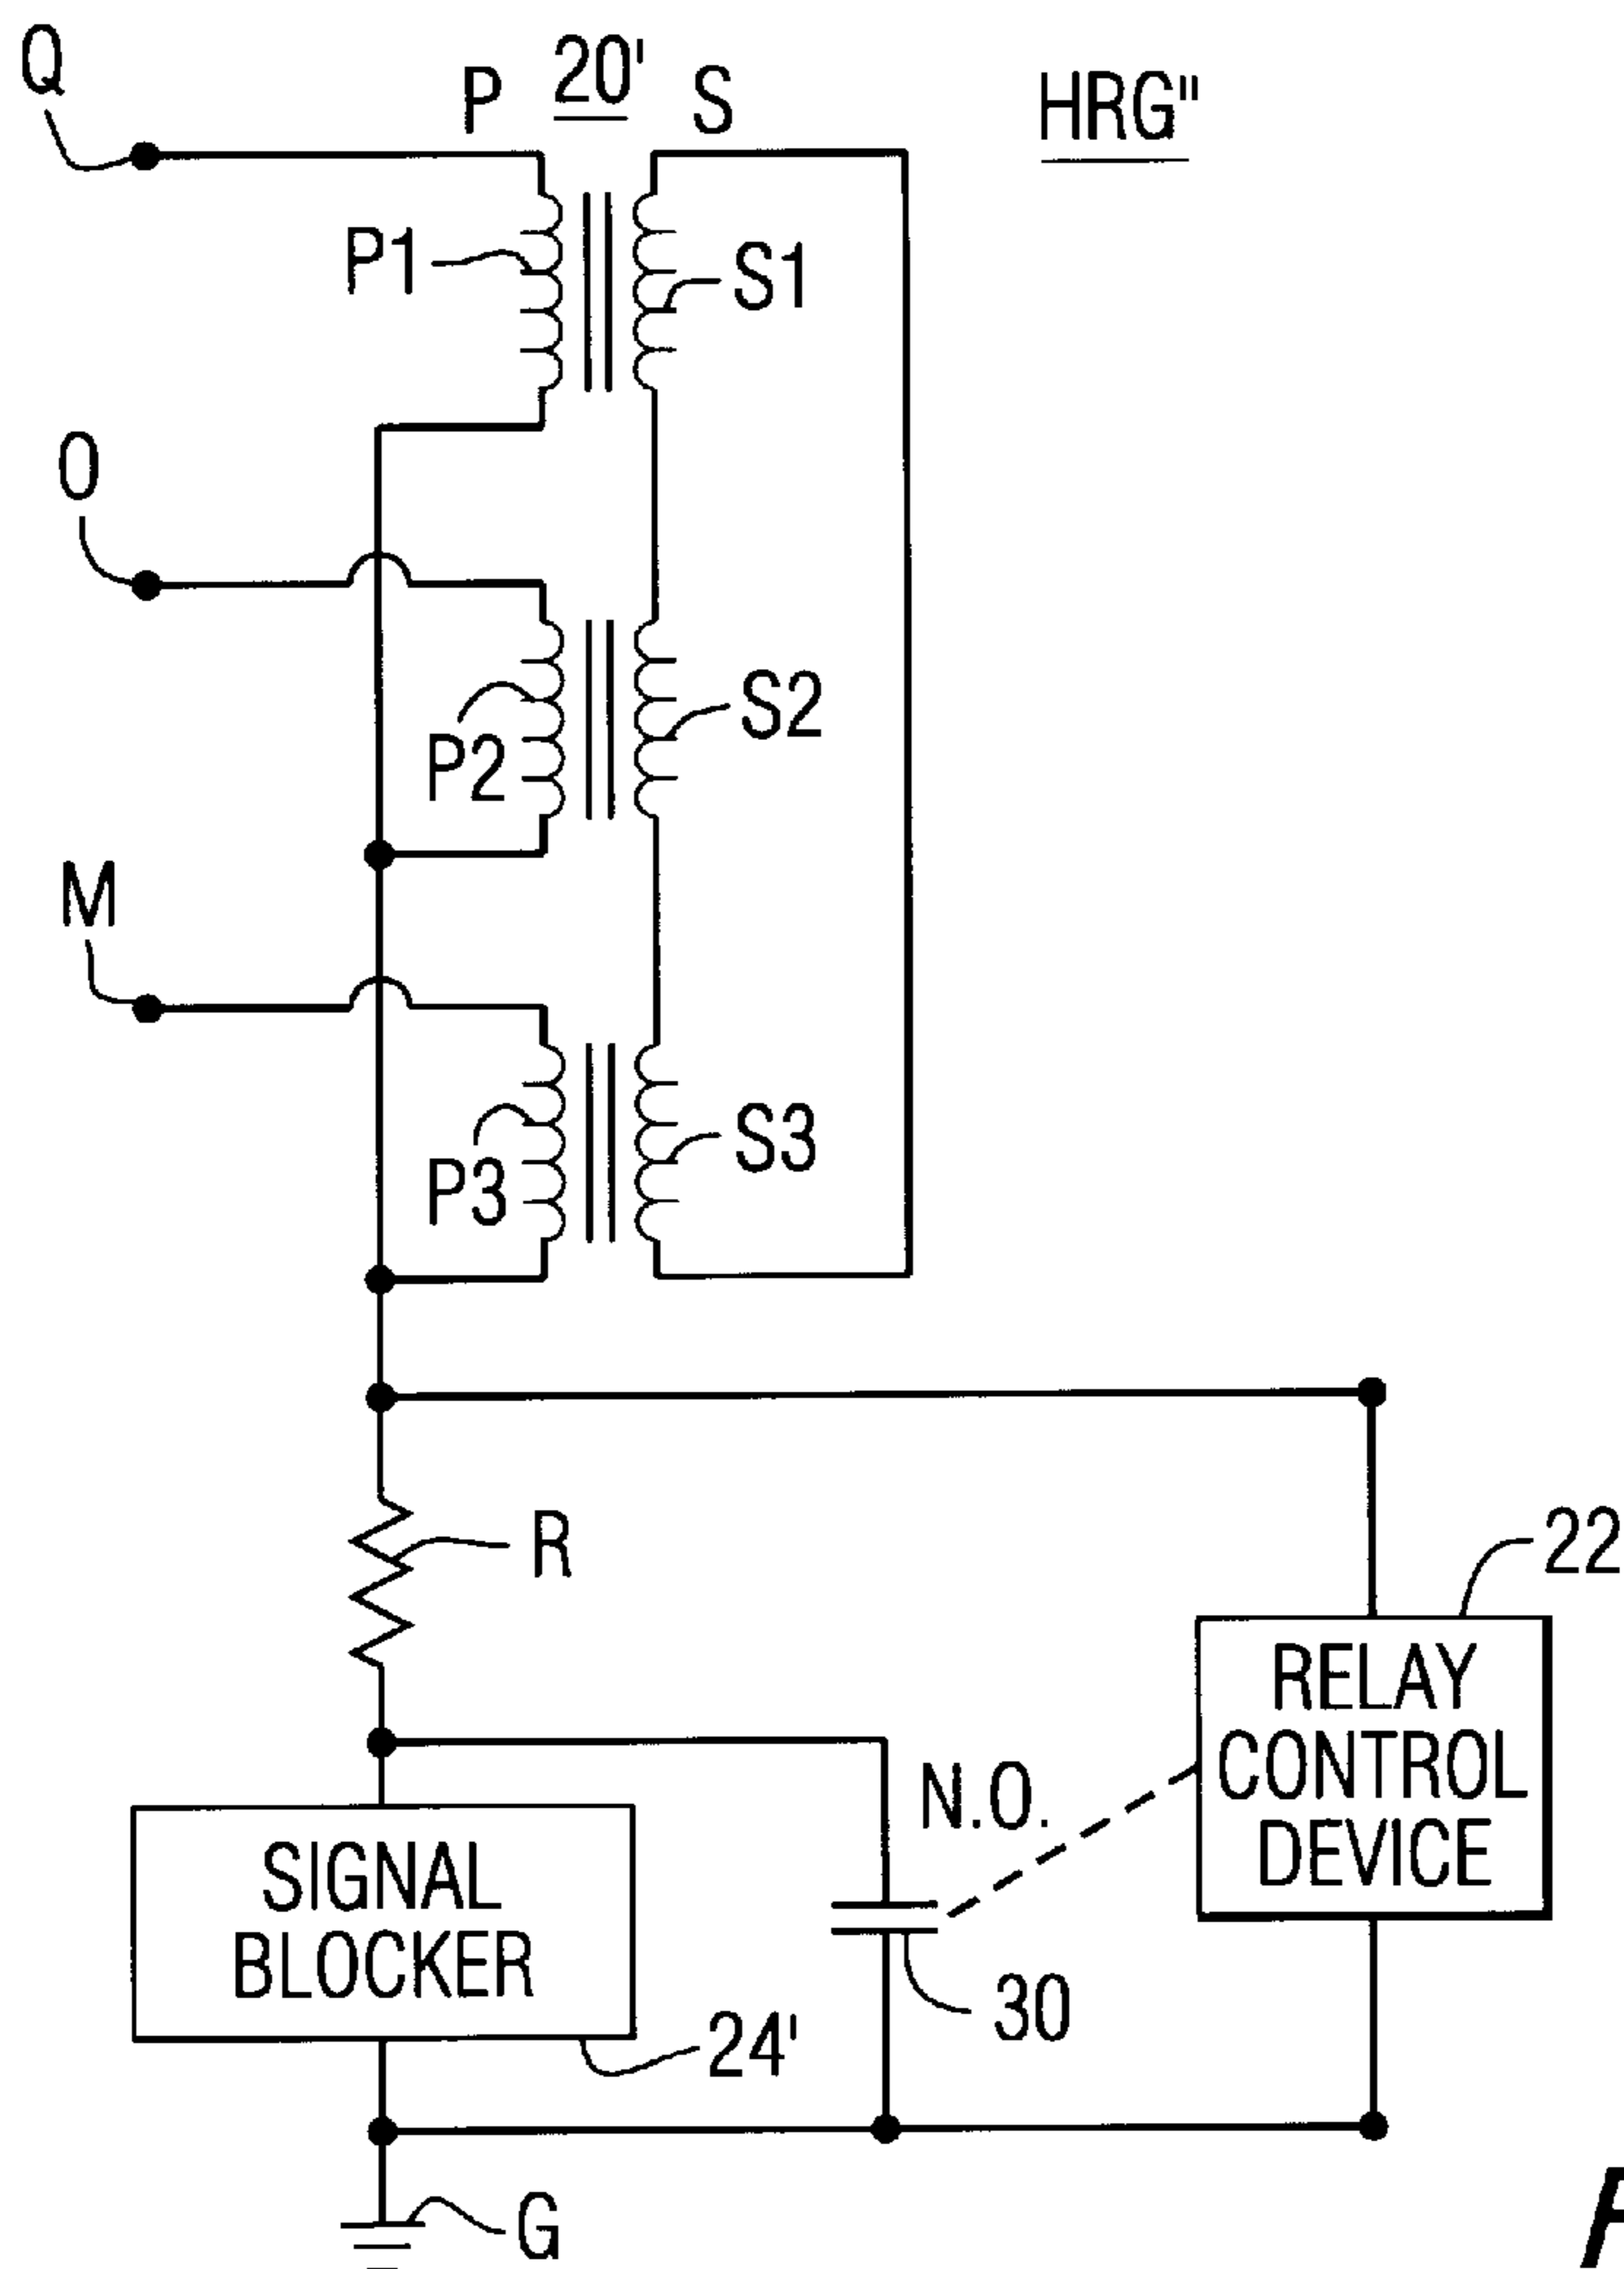 Q
P 20' S
HRG"
P1
S1
O
P2
S2
M
P3
S3
R
22
RELAY
CONTROL
DEVICE
N.O.
SIGNAL
BLOCKER
30
24'
G